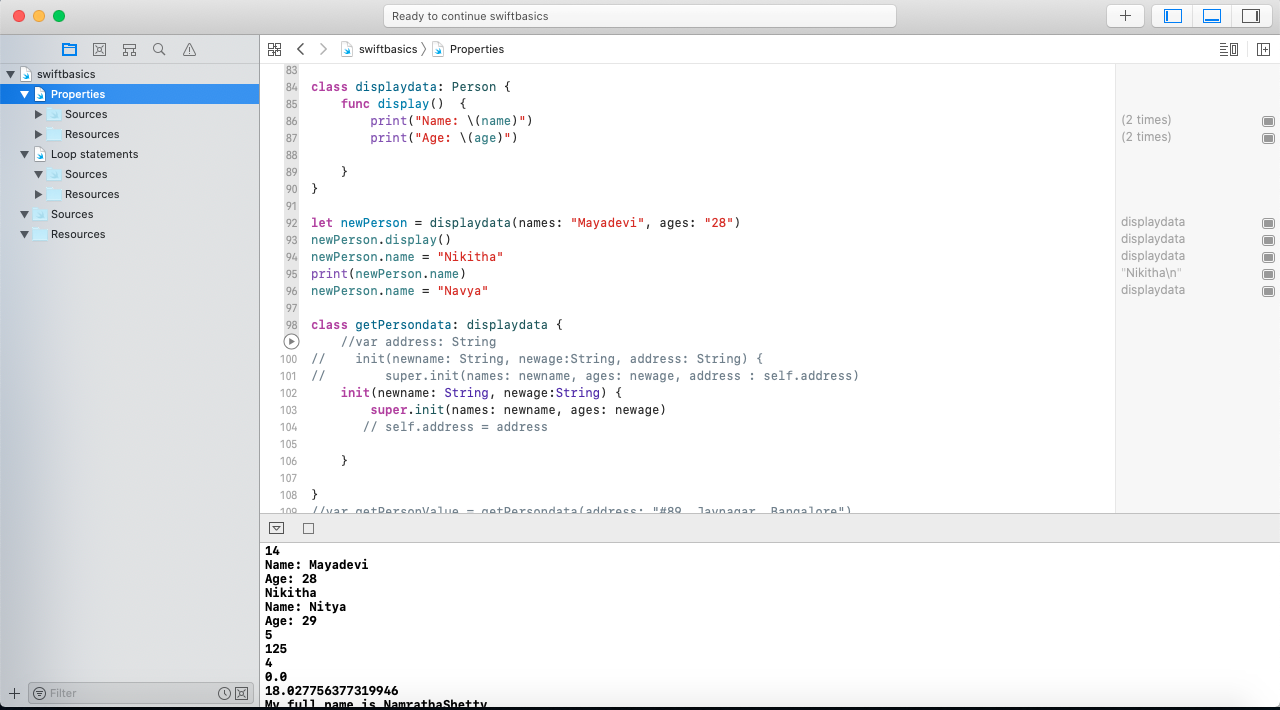 Ready to continue swiftbasics
swiftbasics
Properties
Sources
Resources
Loop statements
Sources
Resources
Sources
Resources
Filter
swiftbasics 〉 Properties
83
84 class displaydata: Person {
85     func display()  {
86         print("Name: \(name)")
(2 times)
87         print("Age: \(age)")
(2 times)
88
89     }
90 }
91
92 let newPerson = displaydata(names: "Mayadevi", ages: "28")
displaydata
93 newPerson.display()
displaydata
94 newPerson.name = "Nikitha"
displaydata
95 print(newPerson.name)
"Nikitha\n"
96 newPerson.name = "Navya"
displaydata
97
98 class getPersondata: displaydata {
    //var address: String
100 //    init(newname: String, newage:String, address: String) {
101 //        super.init(names: newname, ages: newage, address : self.address)
102     init(newname: String, newage:String) {
103         super.init(names: newname, ages: newage)
104        // self.address = address
105
106     }
107
108 }
109 //var getPersonValue = getPersondata(address: "#89, Jaynagar, Bangalore")
14
Name: Mayadevi
Age: 28
Nikitha
Name: Nitya
Age: 29
5
125
4
0.0
18.027756377319946
My full name is NamrathaShetty